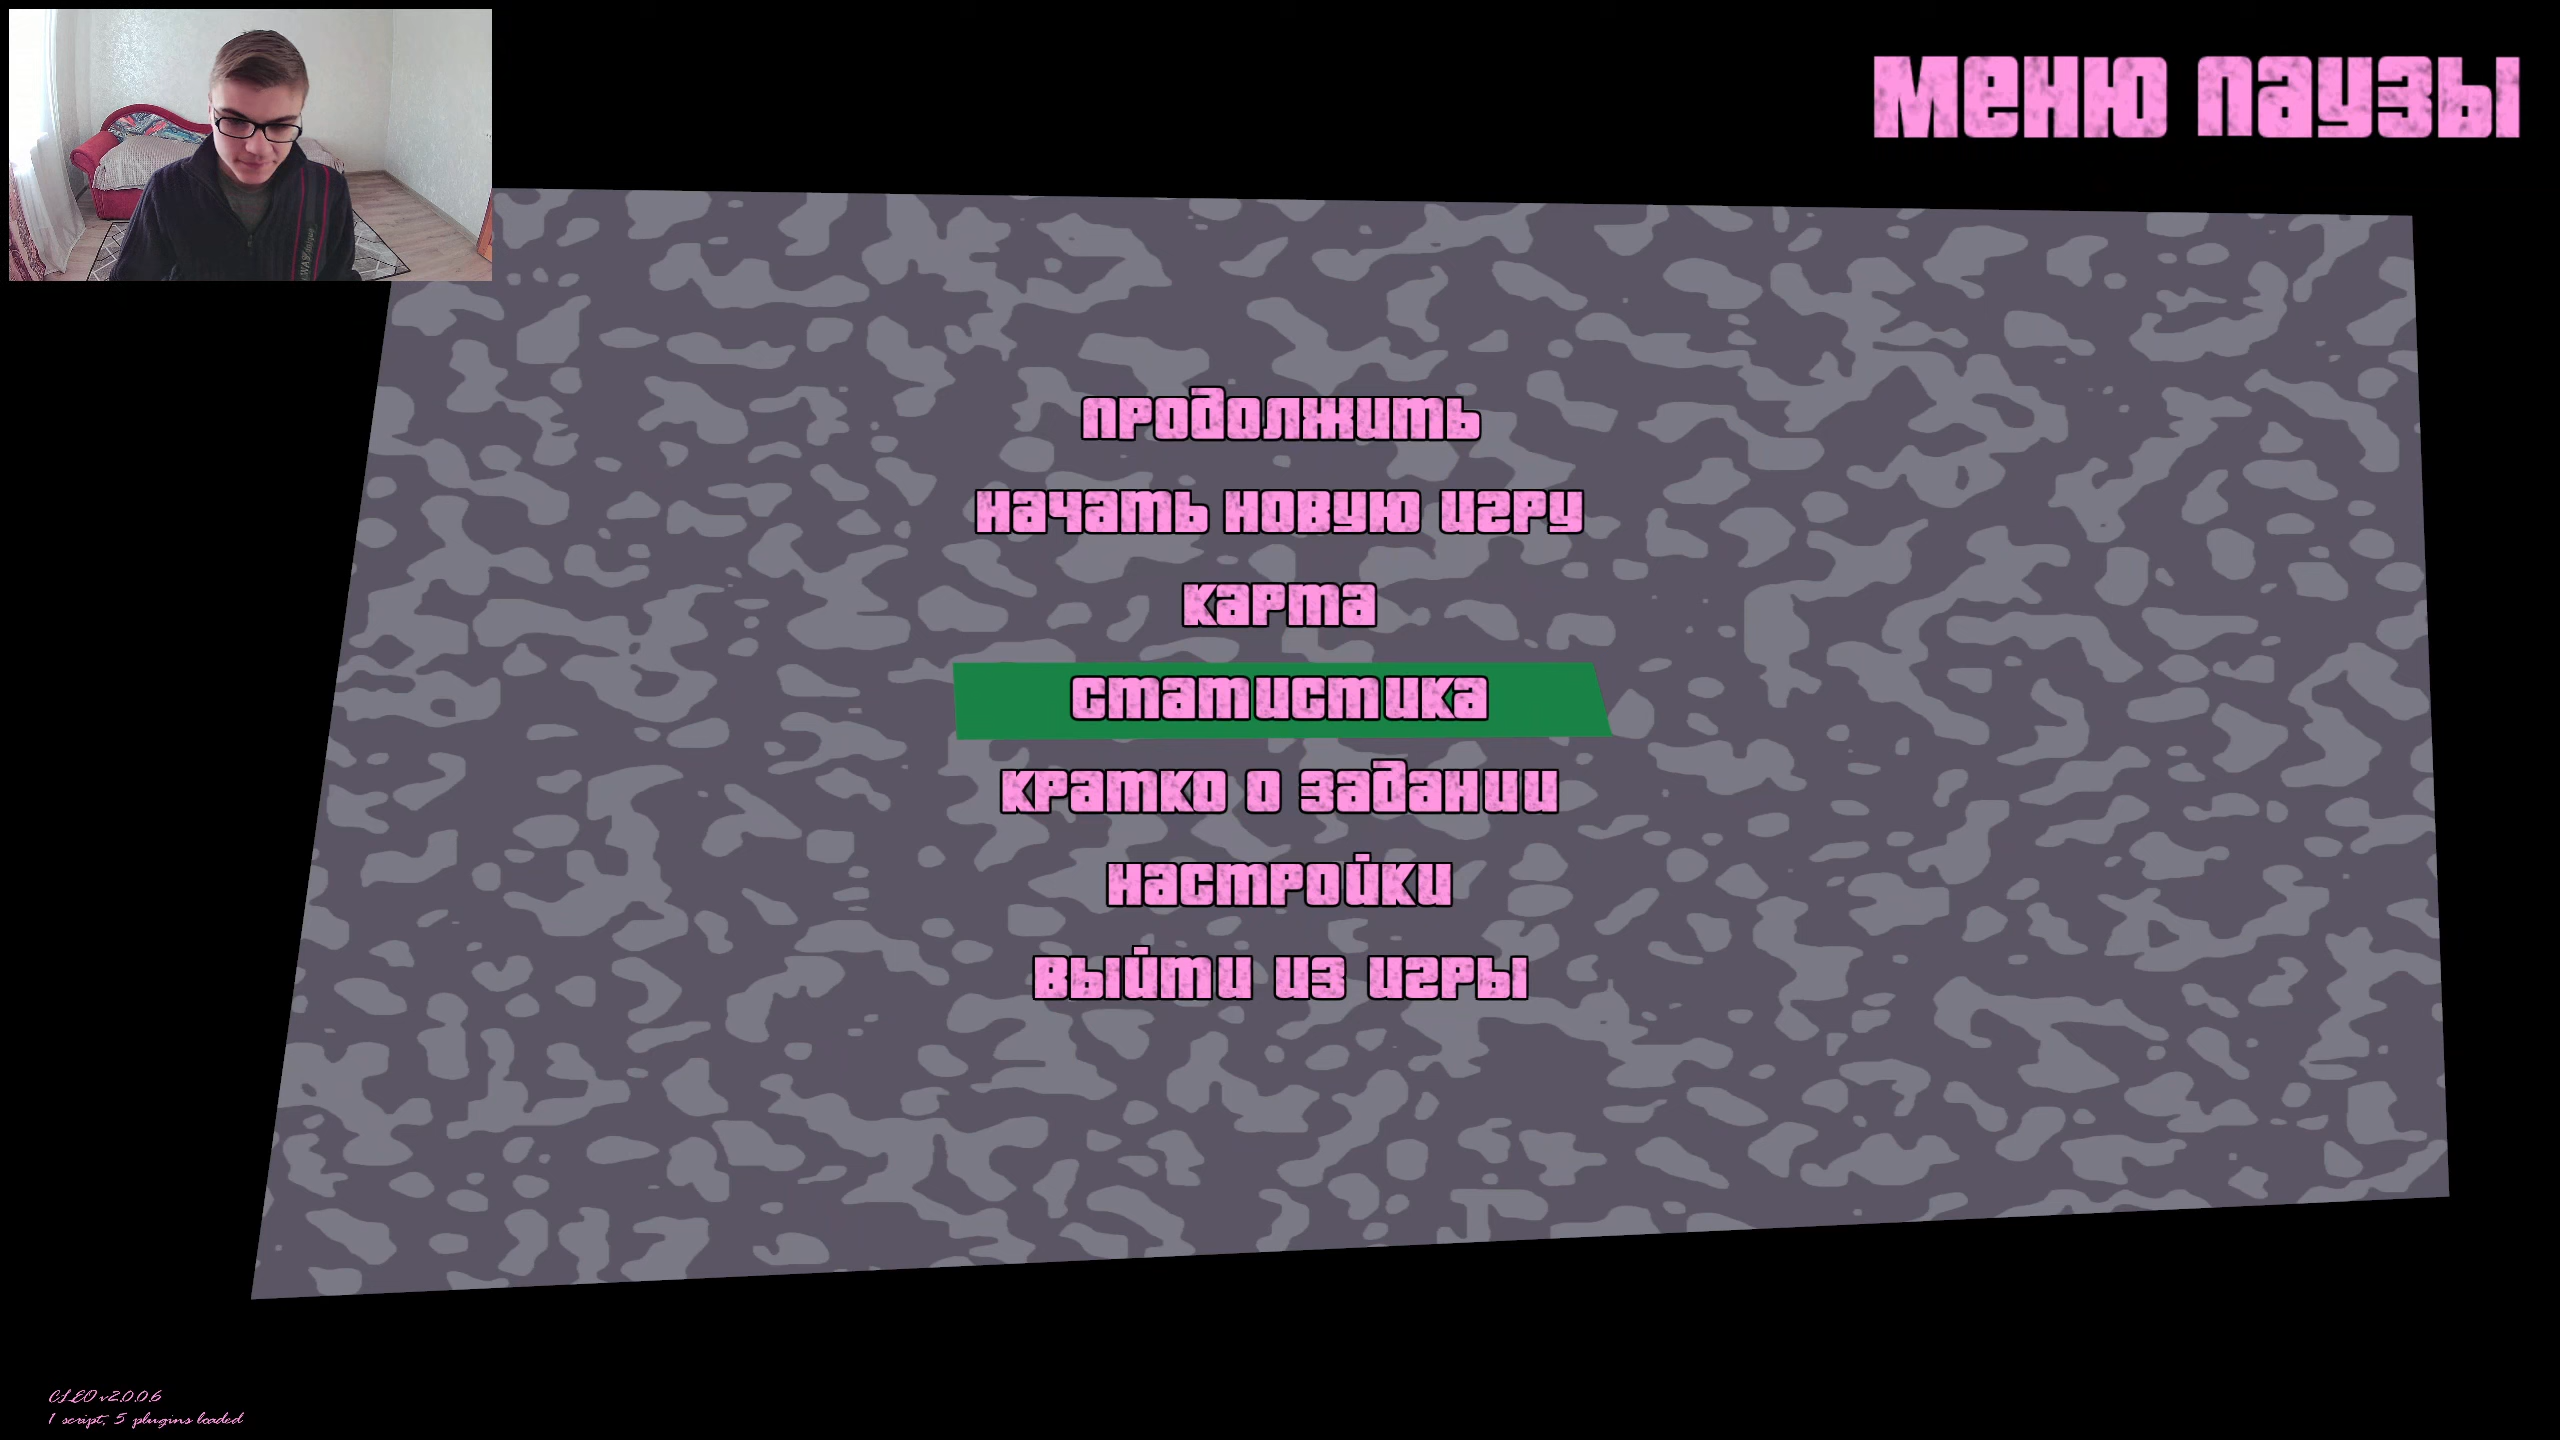 Меню паузы
продолжить
начать новую игру
карта
статистика
кратко о задании
настройки
выйти из игры
CLEO v2.0.0.6
1 script, 5 plugins loaded